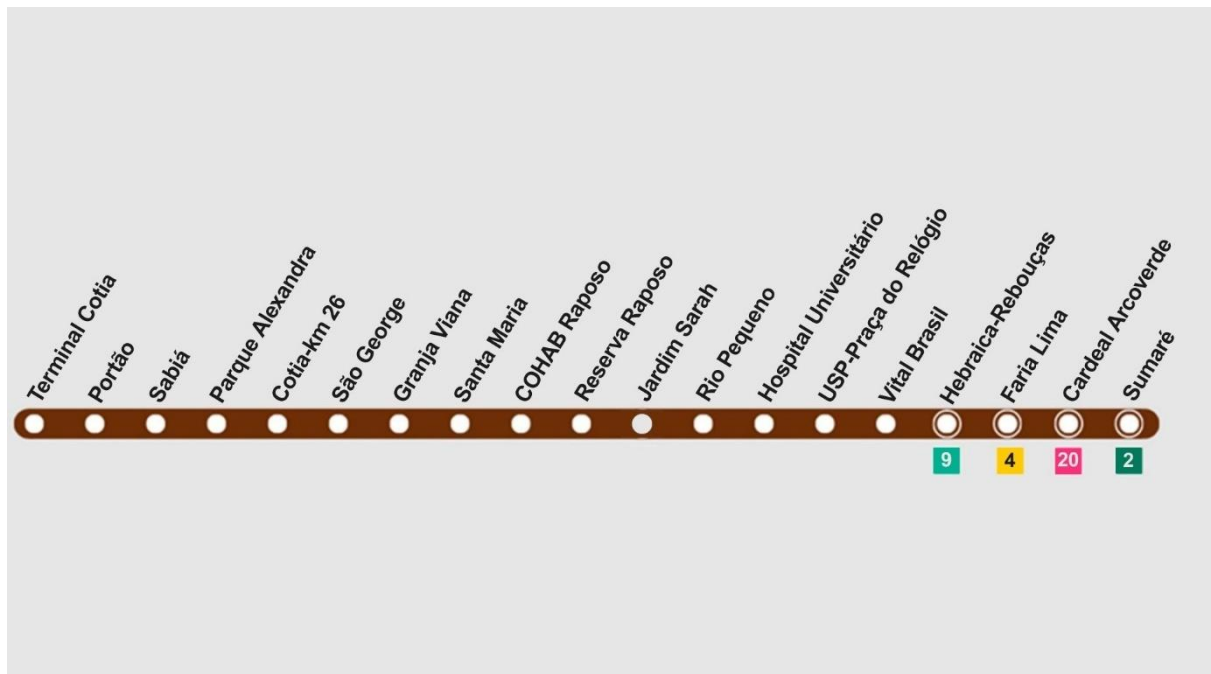 Terminal Cotia
Portão
Sabiá
Parque Alexandra
Cotia-km 26
São George
Granja Viana
Santa Maria
COHAB Raposo
Reserva Raposo
Jardim Sarah
Rio Pequeno
Hospital Universitário
USP-Praça do Relógio
Vital Brasil
Hebraica-Rebouças
Faria Lima
Cardeal Arcoverde
Sumaré
9
4
20
2